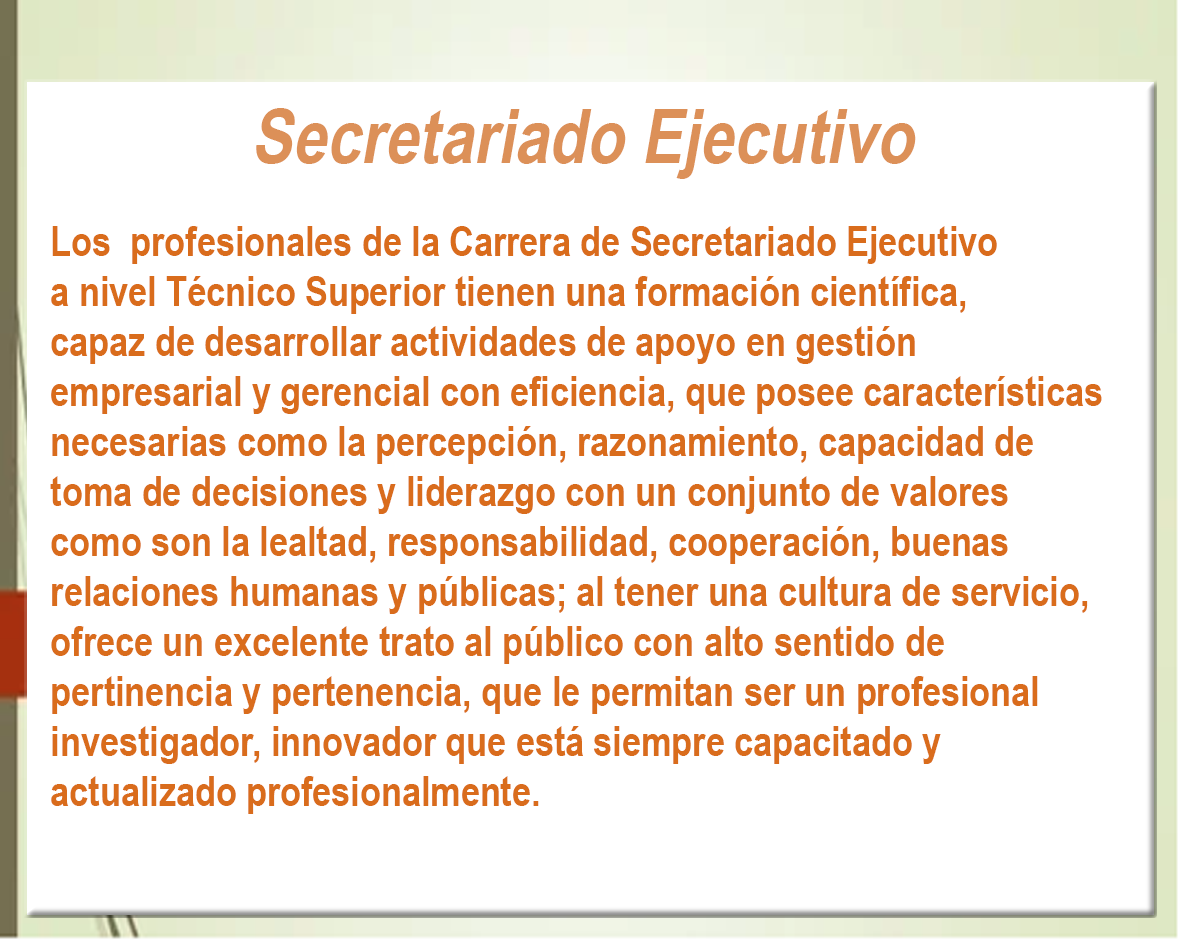 Secretariado Ejecutivo
Los  profesionales de la Carrera de Secretariado Ejecutivo
a nivel Técnico Superior tienen una formación científica,
capaz de desarrollar actividades de apoyo en gestión
empresarial y gerencial con eficiencia, que posee características
necesarias como la percepción, razonamiento, capacidad de
toma de decisiones y liderazgo con un conjunto de valores
como son la lealtad, responsabilidad, cooperación, buenas
relaciones humanas y públicas; al tener una cultura de servicio,
ofrece un excelente trato al público con alto sentido de
pertinencia y pertenencia, que le permitan ser un profesional
investigador, innovador que está siempre capacitado y
actualizado profesionalmente.